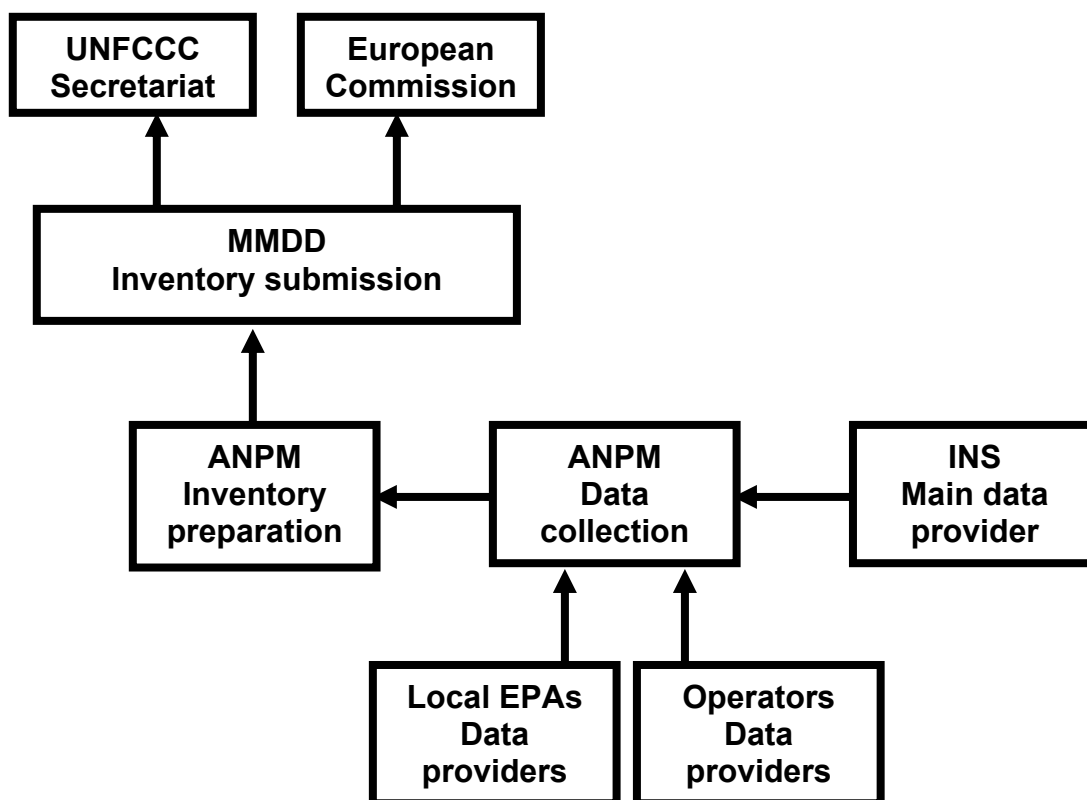 UNFCCC
Secretariat
European
Commission
MMDD
Inventory submission
ANPM
Inventory
preparation
ANPM
Data
collection
INS
Main data
provider
Local EPAs
Data
providers
Operators
Data
providers